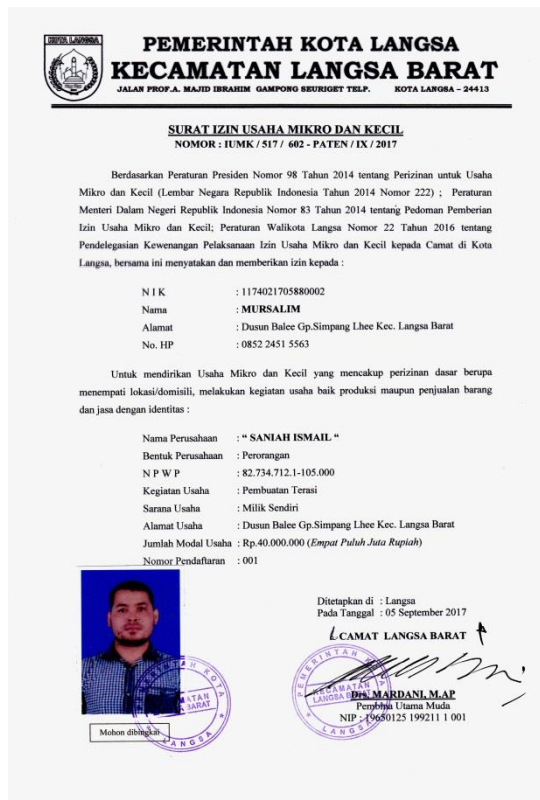 KOTA LANGSA
PEMERINTAH KOTA LANGSA
KECAMATAN LANGSA BARAT
JALAN PROF.A. MAJID IBRAHIM GAMPONG SEURIGET TELP. KOTA LANGSA – 24413
SURAT IZIN USAHA MIKRO DAN KECIL
NOMOR : IUMK / 517 / 602 - PATEN / IX / 2017
Berdasarkan Peraturan Presiden Nomor 98 Tahun 2014 tentang Perizinan untuk Usaha
Mikro dan Kecil (Lembar Negara Republik Indonesia Tahun 2014 Nomor 222) ; Peraturan
Menteri Dalam Negeri Republik Indonesia Nomor 83 Tahun 2014 tentang Pedoman Pemberian
Izin Usaha Mikro dan Kecil; Peraturan Walikota Langsa Nomor 22 Tahun 2016 tentang
Pendelegasian Kewenangan Pelaksanaan Izin Usaha Mikro dan Kecil kepada Camat di Kota
Langsa, bersama ini menyatakan dan memberikan izin kepada :
N I K : 1174021705880002
Nama : MURSALIM
Alamat : Dusun Balee Gp.Simpang Lhee Kec. Langsa Barat
No. HP : 0852 2451 5563
Untuk mendirikan Usaha Mikro dan Kecil yang mencakup perizinan dasar berupa
menempati lokasi/domisili, melakukan kegiatan usaha baik produksi maupun penjualan barang
dan jasa dengan identitas :
Nama Perusahaan : “ SANIAH ISMAIL “
Bentuk Perusahaan : Perorangan
N P W P : 82.734.712.1-105.000
Kegiatan Usaha : Pembuatan Terasi
Sarana Usaha : Milik Sendiri
Alamat Usaha : Dusun Balee Gp.Simpang Lhee Kec. Langsa Barat
Jumlah Modal Usaha : Rp.40.000.000 (Empat Puluh Juta Rupiah)
Nomor Pendaftaran : 001
Ditetapkan di : Langsa
Pada Tanggal : 05 September 2017
CAMAT LANGSA BARAT
PEMERINTAH KOTA
KECAMATAN
LANGSA BARAT
LANGSA
Drs. MARDANI, M.AP
Pembina Utama Muda
NIP : 19650125 199211 1 001
KOTA
BARAT
LANGSA
Mohon dibingkai